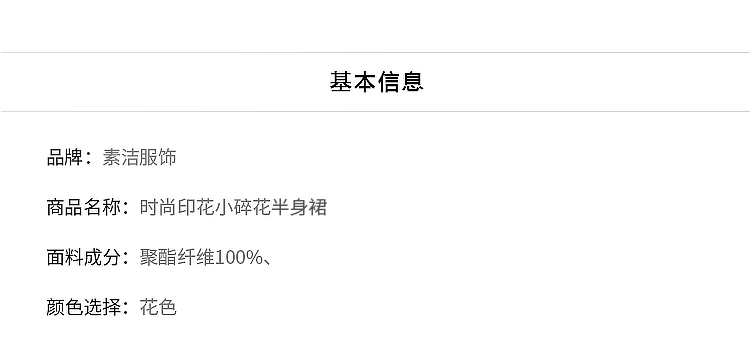 基本信息
品牌：素洁服饰
商品名称：时尚印花小碎花半身裙
面料成分：聚酯纤维100%、
颜色选择：花色